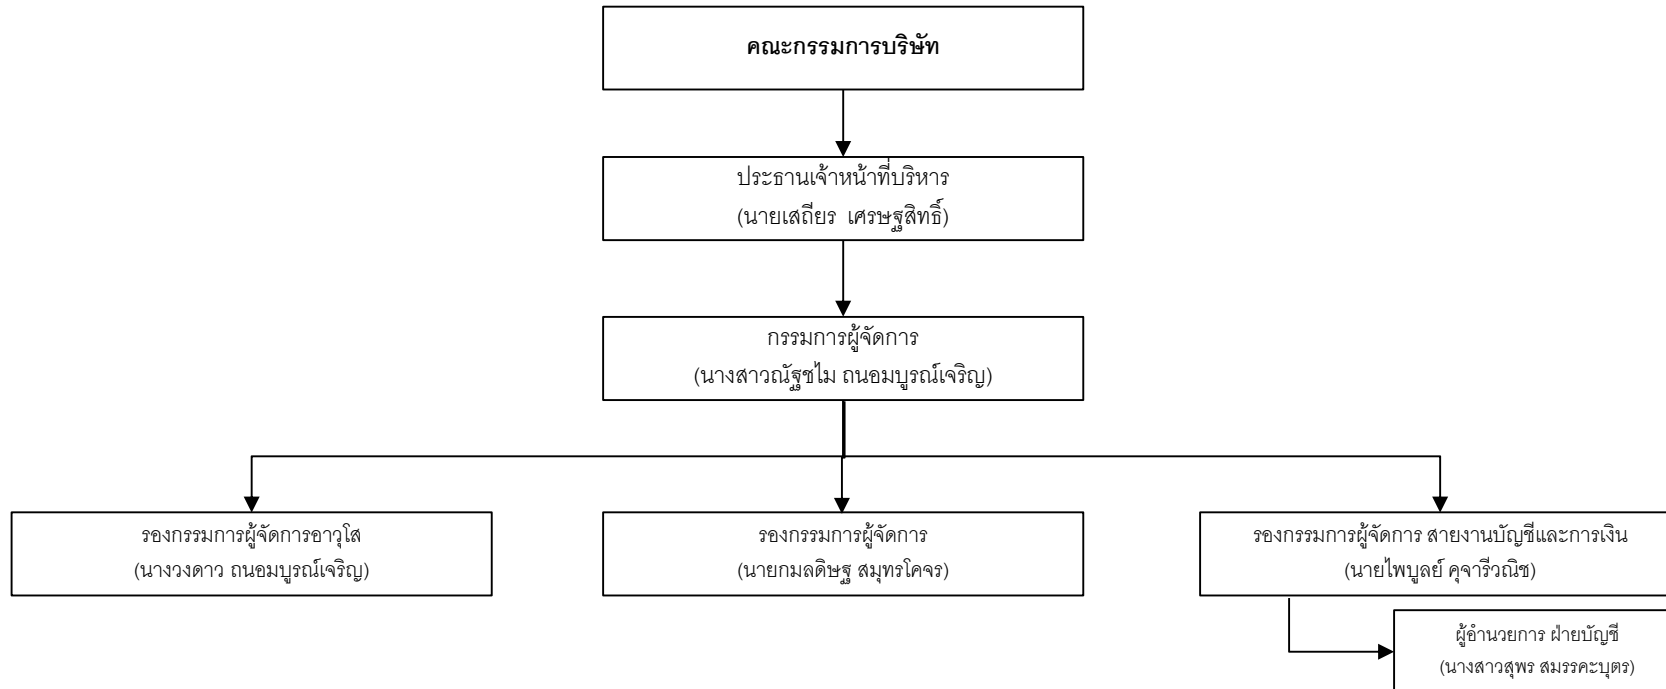 คณะกรรมการบริษัท
ประธานเจ้าหน้าที่บริหาร
(นายเสถียร เศรษฐสิทธิ์)
กรรมการผู้จัดการ
(นางสาวณัฐชไม ถนอมบูรณ์เจริญ)
รองกรรมการผู้จัดการอาวุโส
(นางวงดาว ถนอมบูรณ์เจริญ)
รองกรรมการผู้จัดการ
(นายกมลดิษฐ สมุทรโคจร)
รองกรรมการผู้จัดการ สายงานบัญชีและการเงิน
(นายไพบูลย์ คุจารีวณิช)
ผู้อำนวยการ ฝ่ายบัญชี
(นางสาวสุพร สมรรคะบุตร)